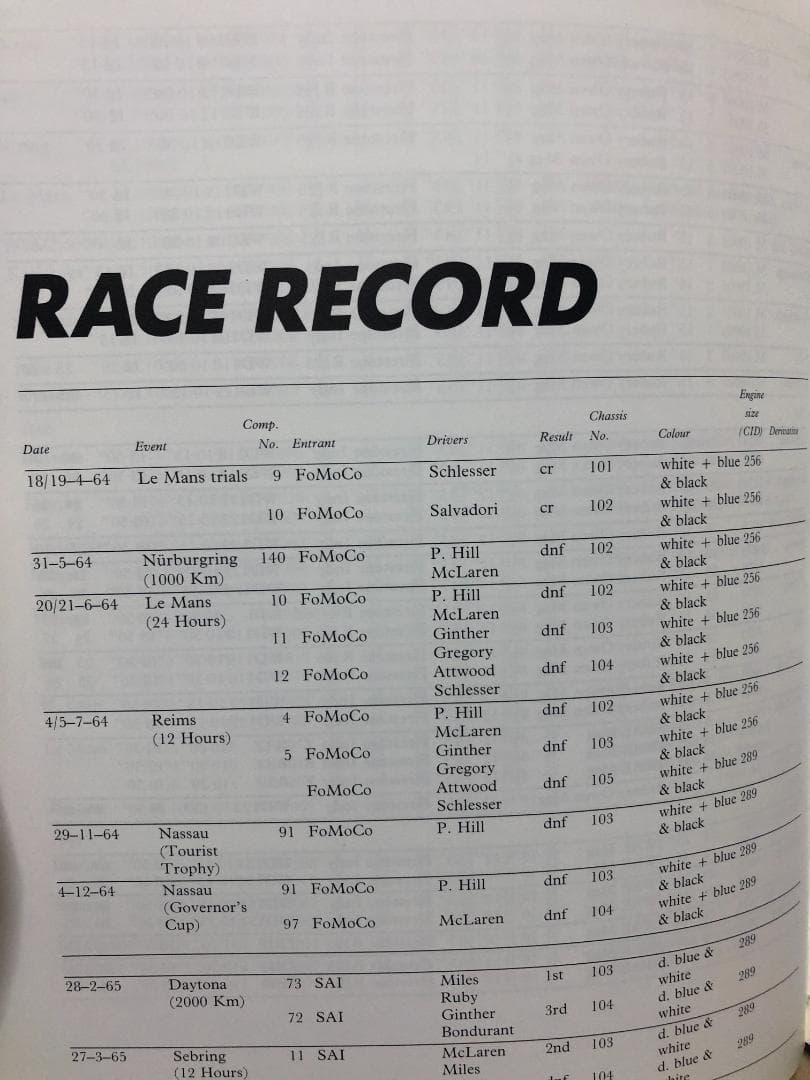 RACE RECORD
Date Event Comp. No. Entrant Drivers Result Chassis No. Colour Engine size (CID) Derivative
18/19–4–64 Le Mans trials 9 FoMoCo Schlesser cr 101 white + blue 256
& black
10 FoMoCo Salvadori cr 102 white + blue 256
& black
31–5–64 Nürburgring 140 FoMoCo P. Hill dnf 102 white + blue 256
(1000 Km) McLaren & black
20/21–6–64 Le Mans 10 FoMoCo P. Hill dnf 102 white + blue 256
(24 Hours) McLaren & black
11 FoMoCo Ginther dnf 103 white + blue 256
Gregory & black
12 FoMoCo Attwood dnf 104 white + blue 256
Schlesser & black
4/5–7–64 Reims 4 FoMoCo P. Hill dnf 102 white + blue 256
(12 Hours) McLaren & black
5 FoMoCo Ginther dnf 103 white + blue 256
Gregory & black
FoMoCo Attwood dnf 105 white + blue 289
Schlesser & black
29–11–64 Nassau 91 FoMoCo P. Hill dnf 103 white + blue 289
(Tourist & black
Trophy)
4–12–64 Nassau 91 FoMoCo P. Hill dnf 103 white + blue 289
(Governor's & black
Cup) 97 FoMoCo McLaren dnf 104 white + blue 289
& black
28–2–65 Daytona 73 SAI Miles 1st 103 d. blue & 289
(2000 Km) Ruby white
72 SAI Ginther 3rd 104 d. blue & 289
Bondurant white
27–3–65 Sebring 11 SAI McLaren 2nd 103 d. blue & 289
(12 Hours) Miles white
dnf 104 d. blue & 289
white